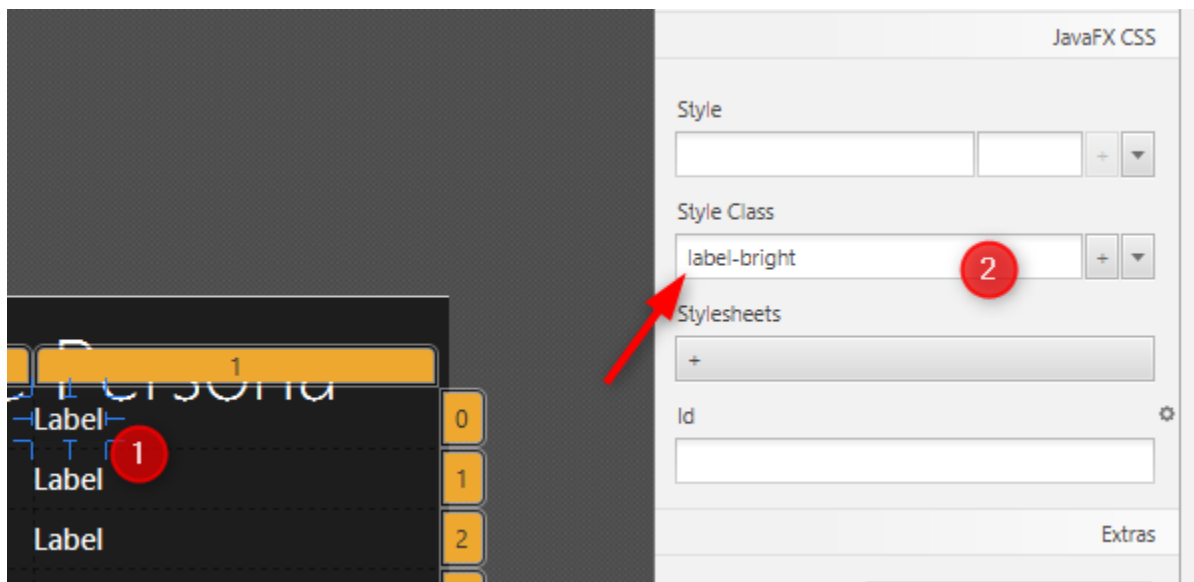 JavaFX CSS
Style
+
Style Class
label-bright
2
+
Stylesheets
+
Id
Extras
Persona
1
Label
1
0
Label
1
Label
2